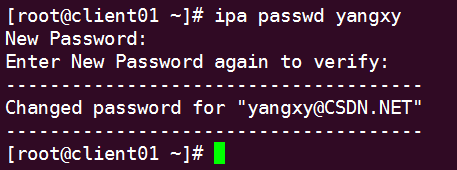 [root@client01 ~]# ipa passwd yangxy
New Password:
Enter New Password again to verify:
---------------------------------------
Changed password for "yangxy@CSDN.NET"
---------------------------------------
[root@client01 ~]#